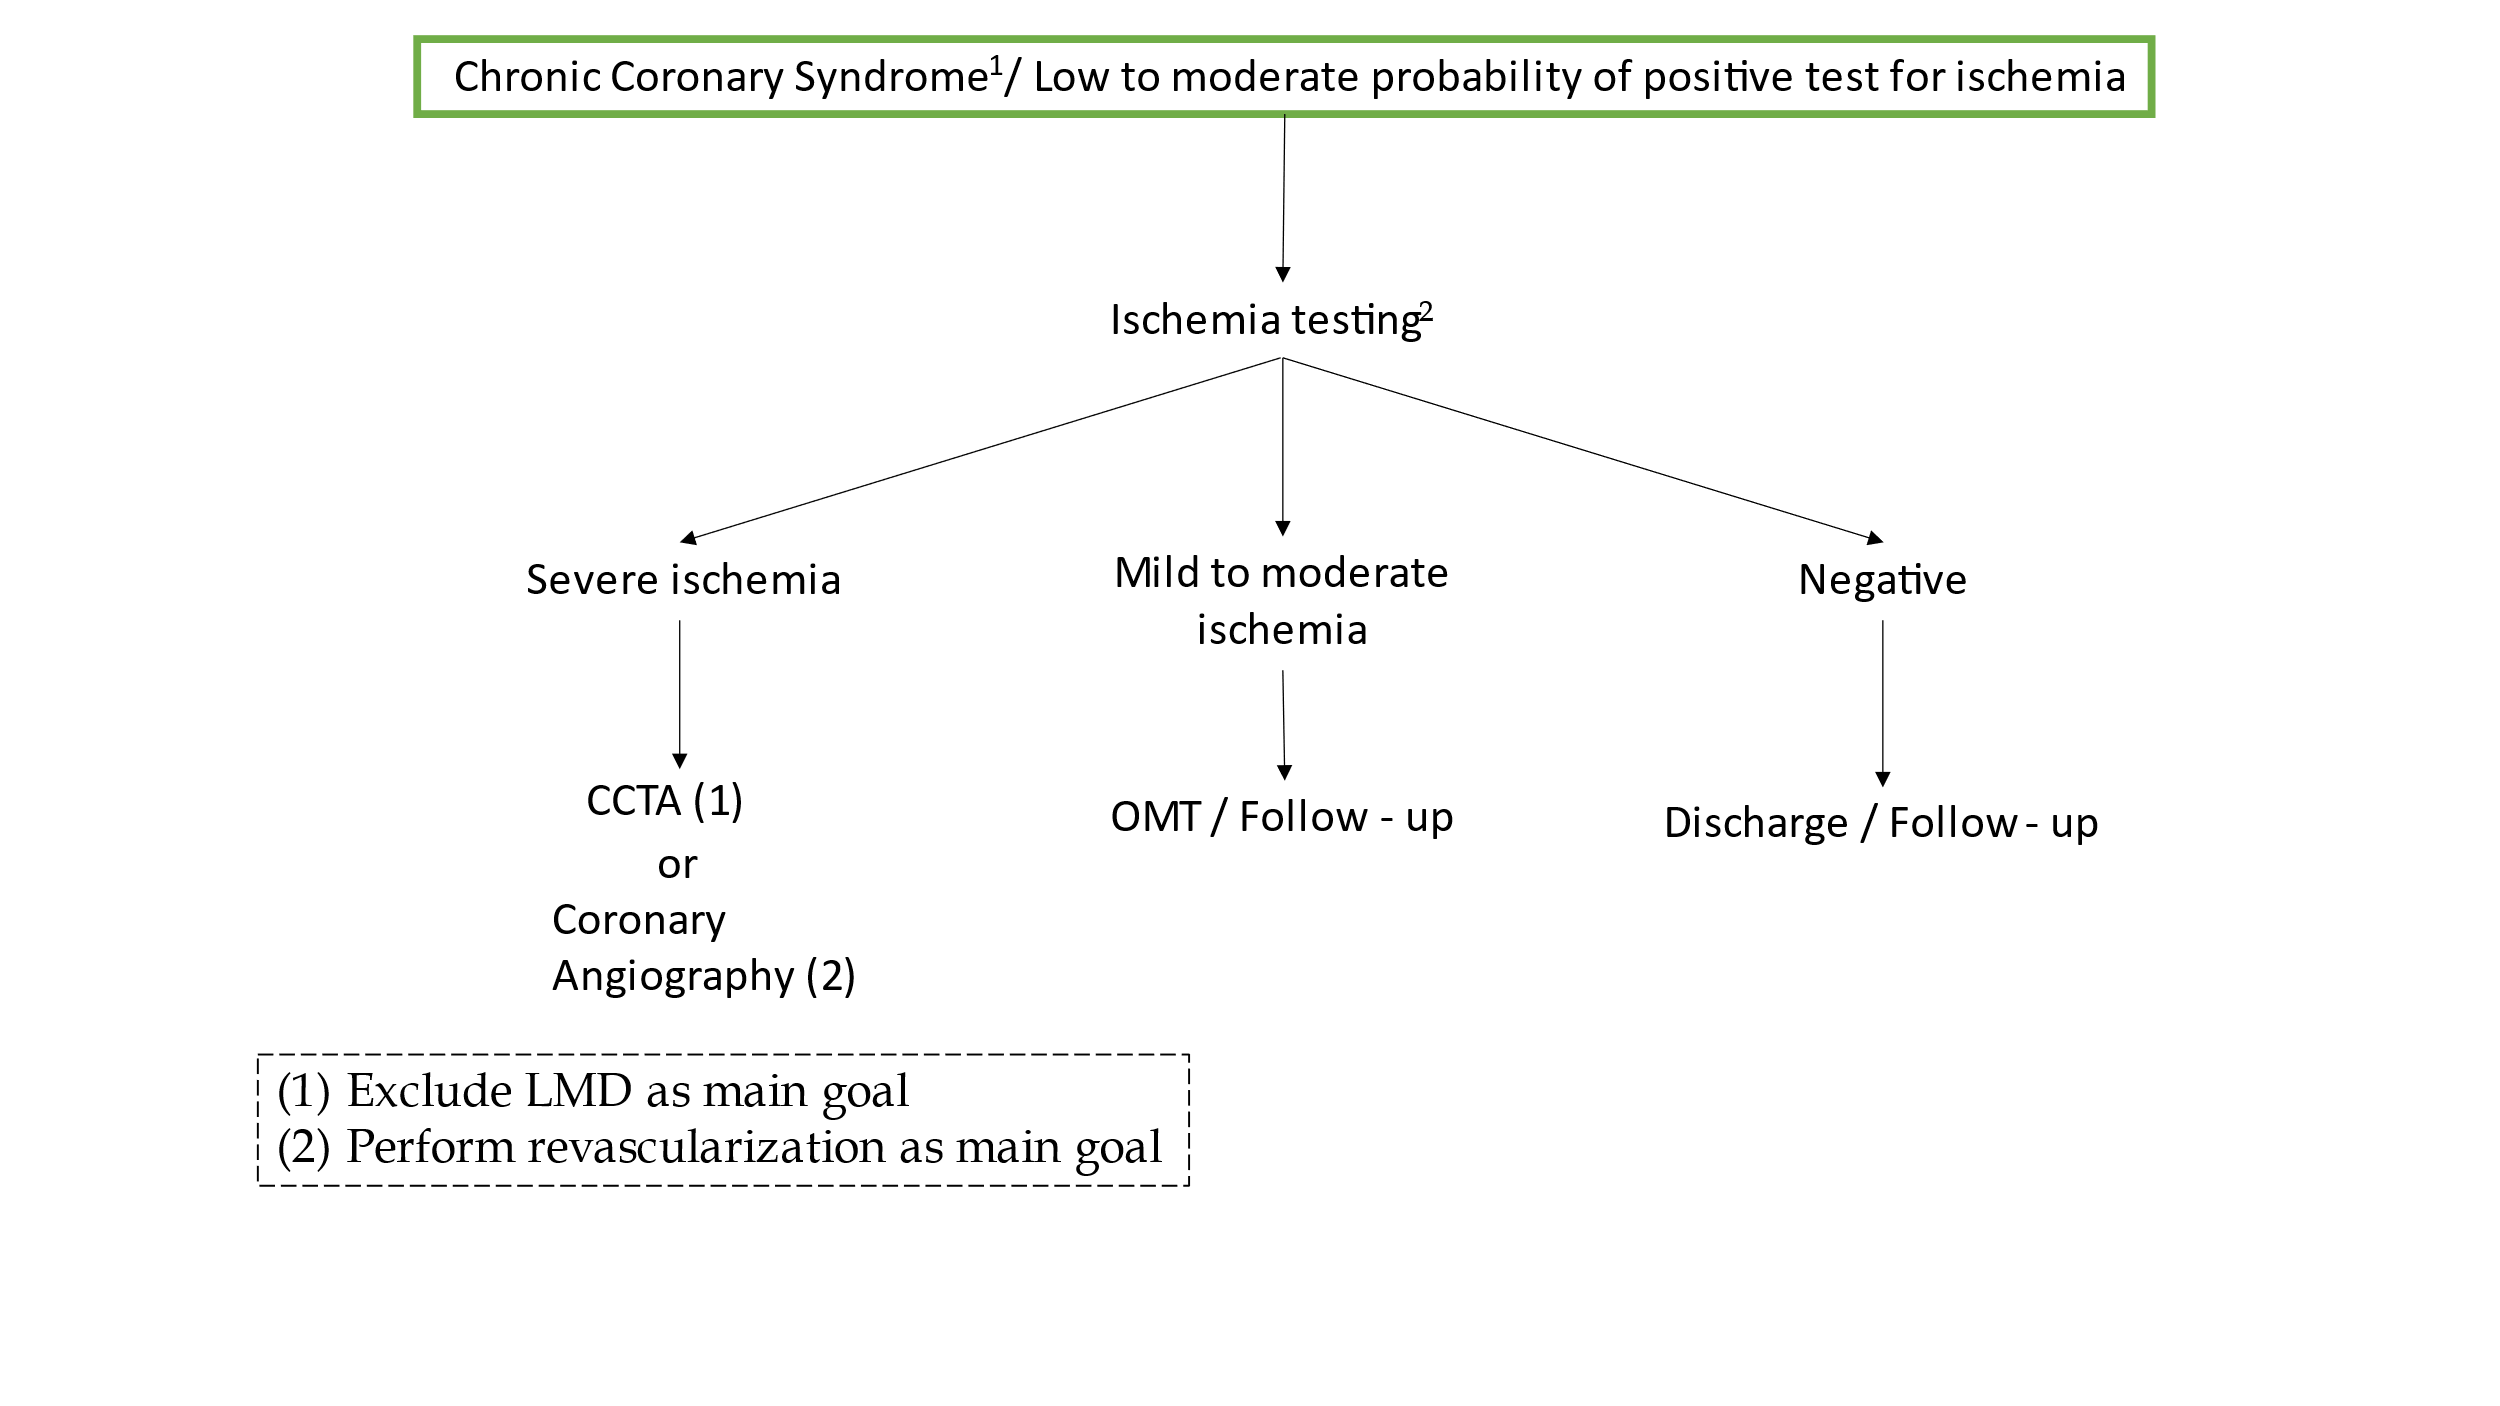 Chronic Coronary Syndrome¹/ Low to moderate probability of positive test for ischemia
Ischemia testing²
Severe ischemia
Mild to moderate
ischemia
Negative
CCTA (1)
or
Coronary
Angiography (2)
OMT / Follow - up
Discharge / Follow - up
(1) Exclude LMD as main goal
(2) Perform revascularization as main goal